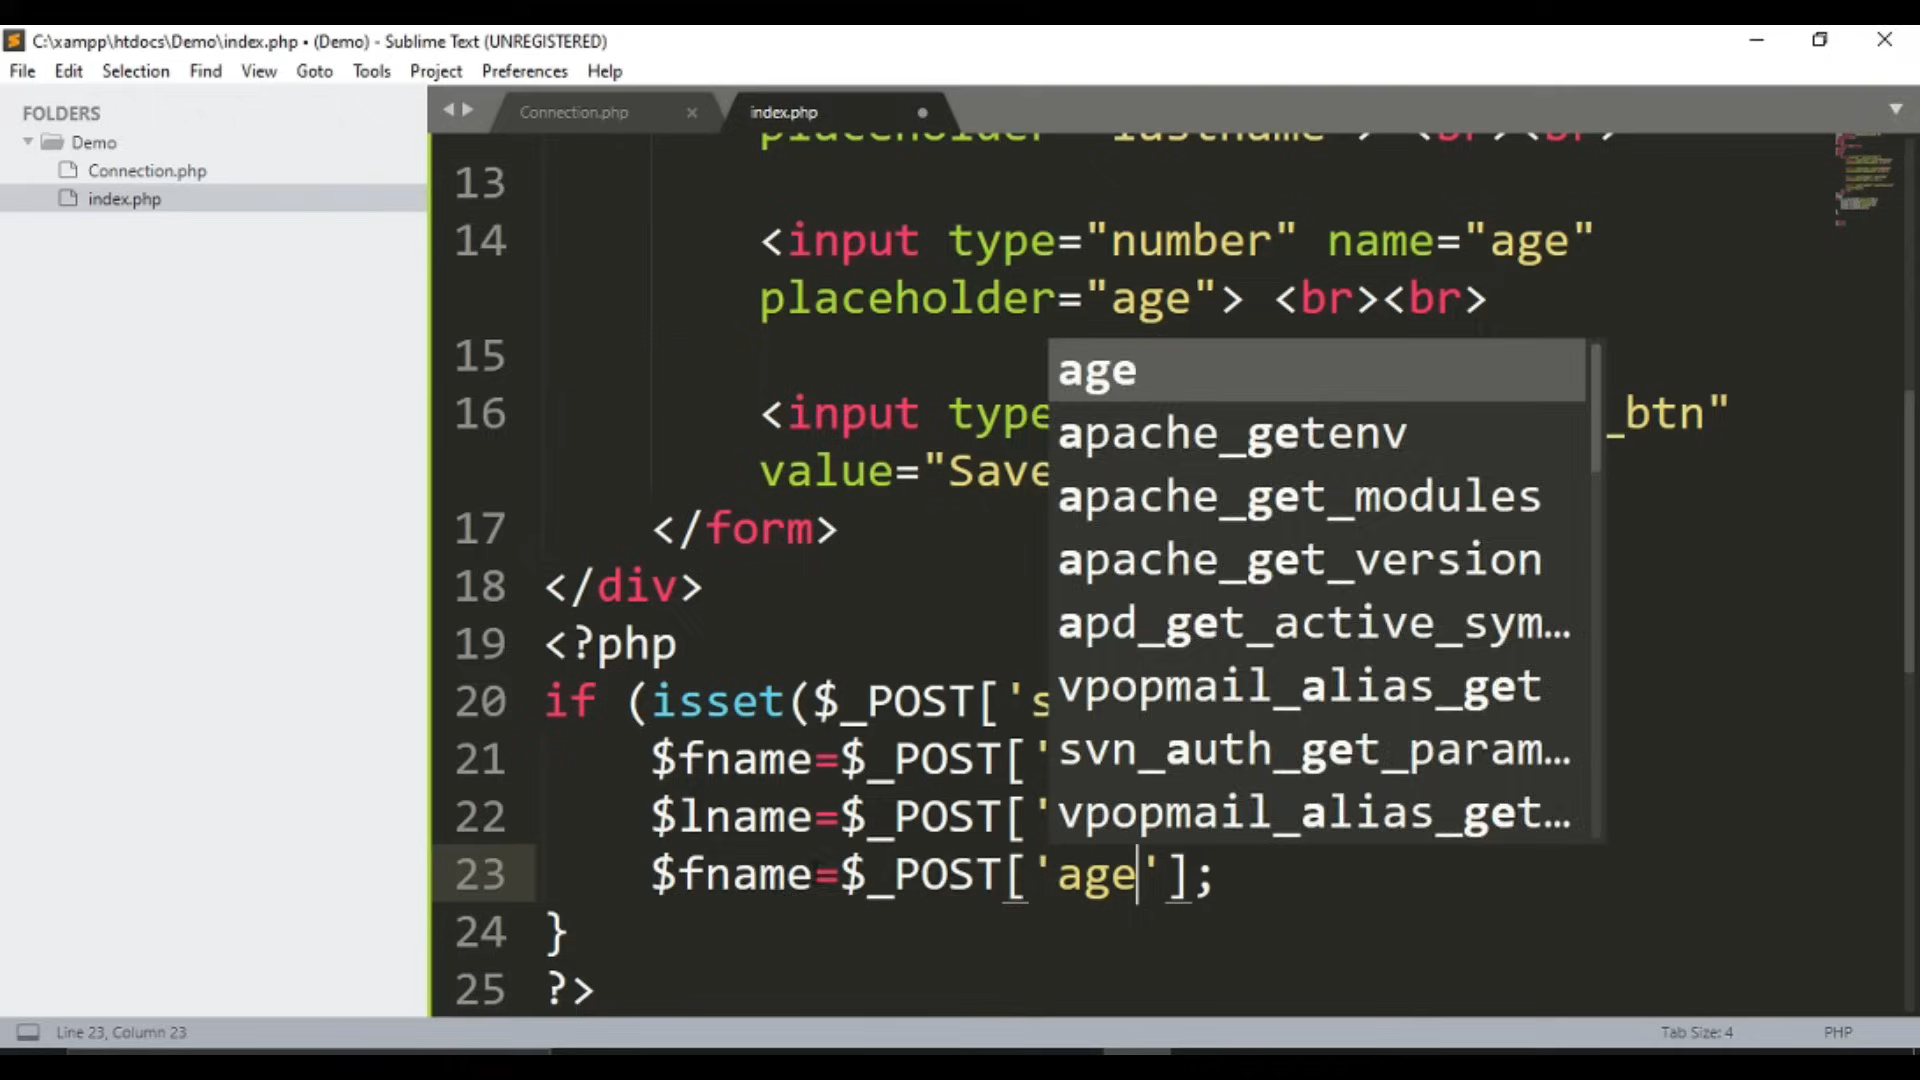 C:\xampp\htdocs\Demo\index.php • (Demo) - Sublime Text (UNREGISTERED)
File Edit Selection Find View Goto Tools Project Preferences Help
FOLDERS
Demo
Connection.php
index.php
Connection.php index.php
placeholder="lastname"> <br><br>
13
14 <input type="number" name="age"
placeholder="age"> <br><br>
15
16 <input type _btn"
value="Save
17 </form>
18 </div>
19 <?php
20 if (isset($_POST['s
21 $fname=$_POST['
22 $lname=$_POST['
23 $fname=$_POST['age'];
24 }
25 ?>
age
apache_getenv
apache_get_modules
apache_get_version
apd_get_active_sym…
vpopmail_alias_get
svn_auth_get_param…
vpopmail_alias_get…
Line 23, Column 23
Tab Size: 4 PHP